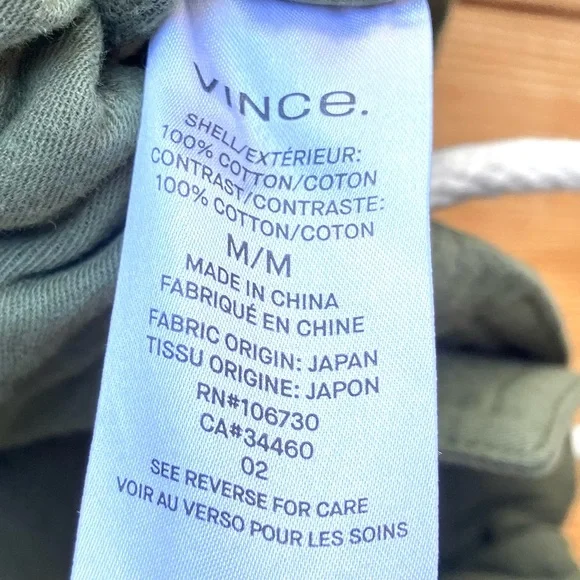 VINCe.
SHELL/EXTÉRIEUR:
100% COTTON/COTON
CONTRAST/CONTRASTE:
100% COTTON/COTON
M/M
MADE IN CHINA
FABRIQUÉ EN CHINE
FABRIC ORIGIN: JAPAN
TISSU ORIGINE: JAPON
RN#106730
CA#34460
02
SEE REVERSE FOR CARE
VOIR AU VERSO POUR LES SOINS